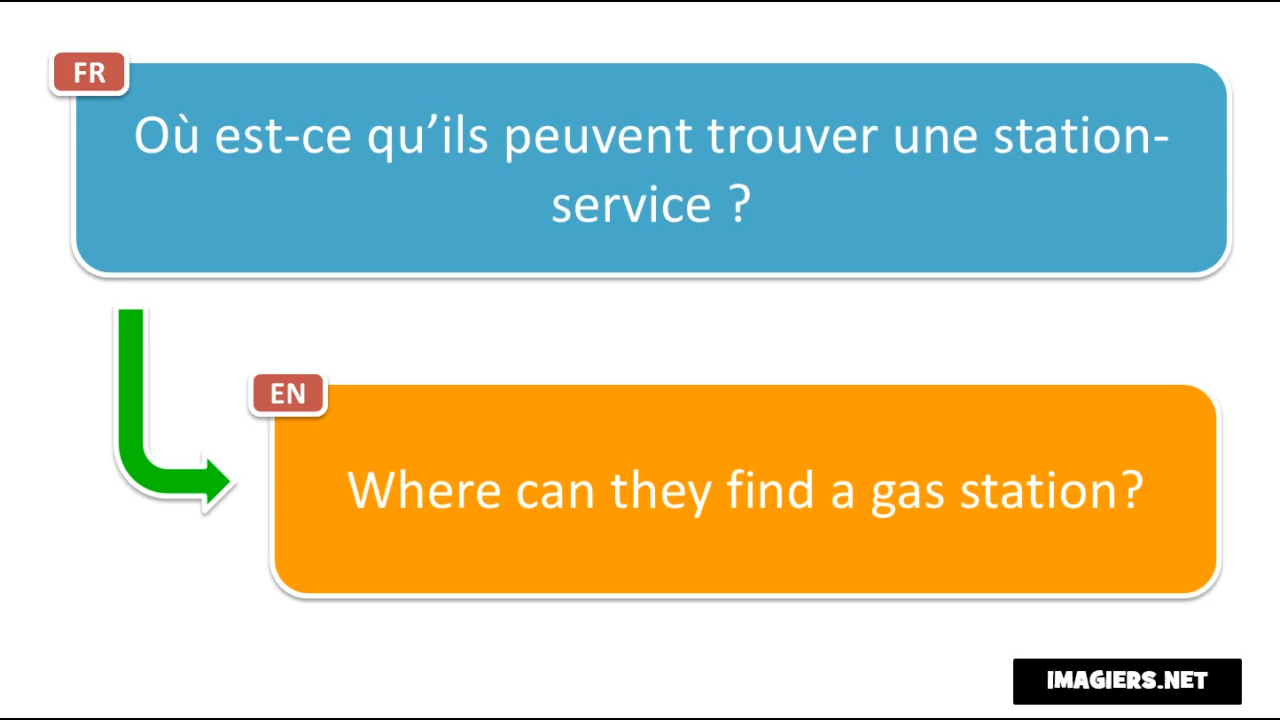 FR
Où est-ce qu’ils peuvent trouver une station-
service ?
EN
Where can they find a gas station?
IMAGIERS.NET